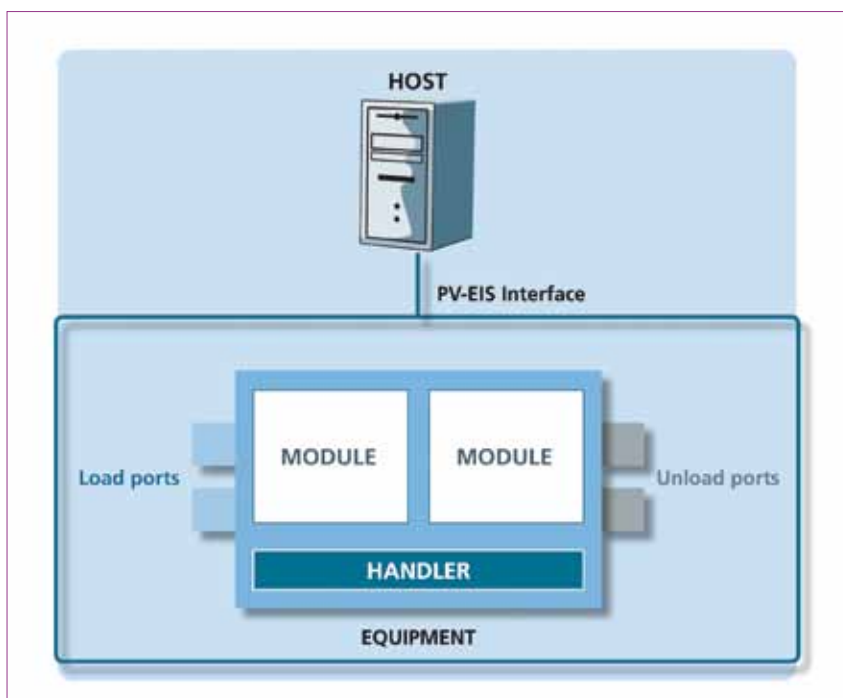 HOST
PV-EIS Interface
MODULE
MODULE
Load ports
Unload ports
HANDLER
EQUIPMENT